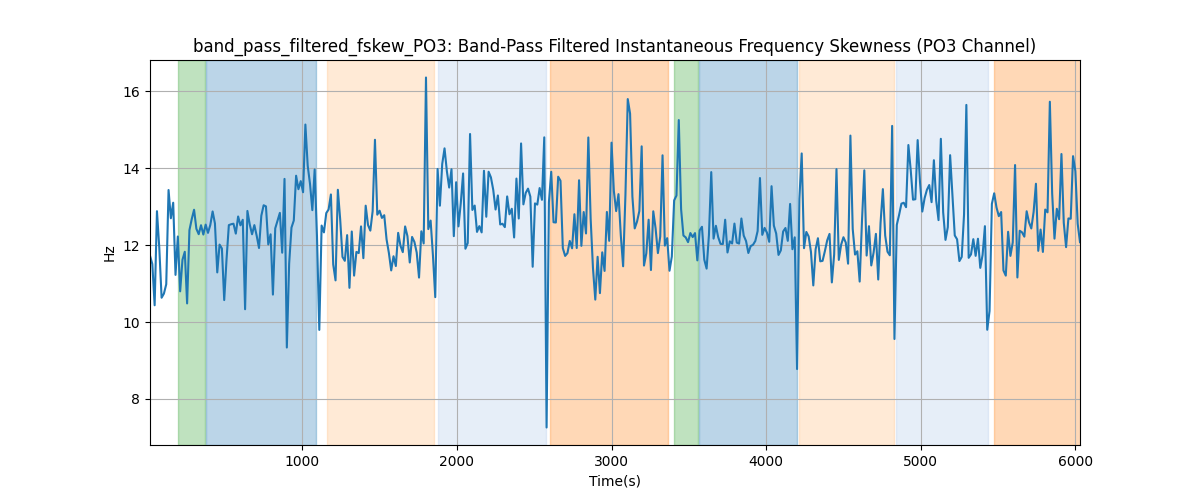 band_pass_filtered_fskew_PO3: Band-Pass Filtered Instantaneous Frequency Skewness (PO3 Channel)
16
14
12
10
8
Hz
1000 2000 3000 4000 5000 6000
Time(s)